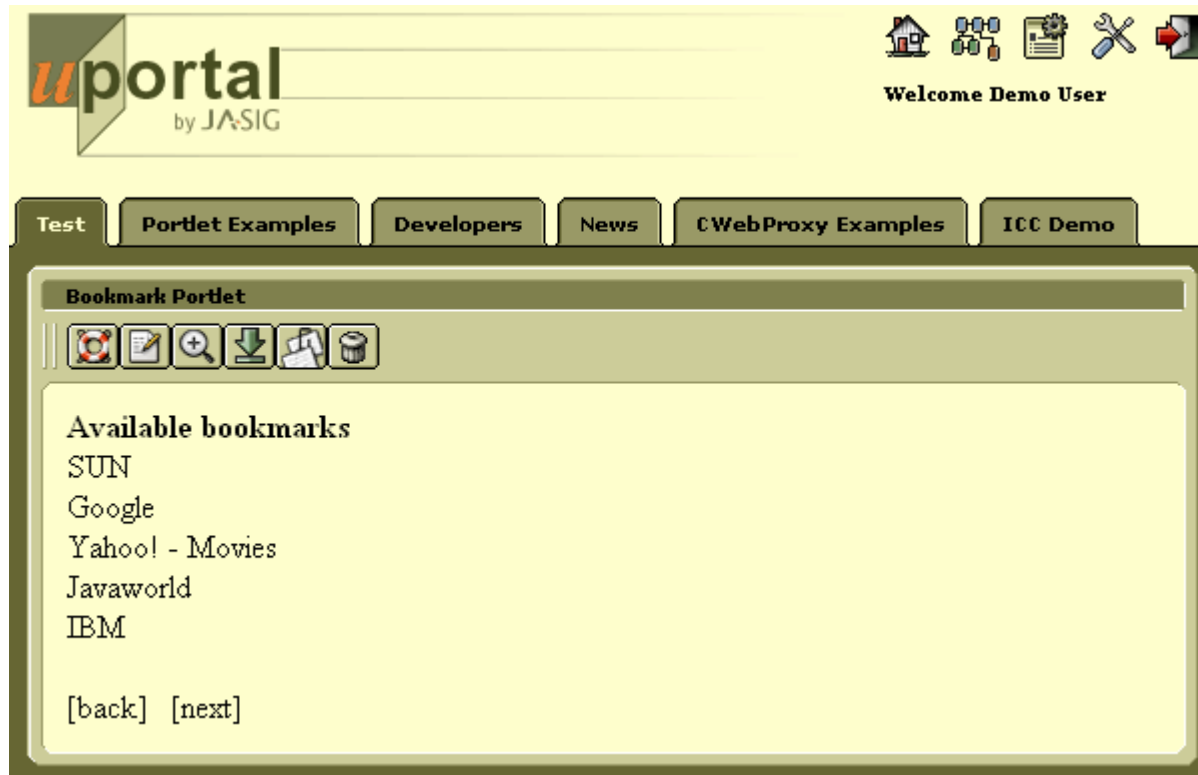 uportal
by JA-SIG
Welcome Demo User
Test
Portlet Examples
Developers
News
CWebProxy Examples
ICC Demo
Bookmark Portlet
Available bookmarks
SUN
Google
Yahoo! - Movies
Javaworld
IBM
[back] [next]